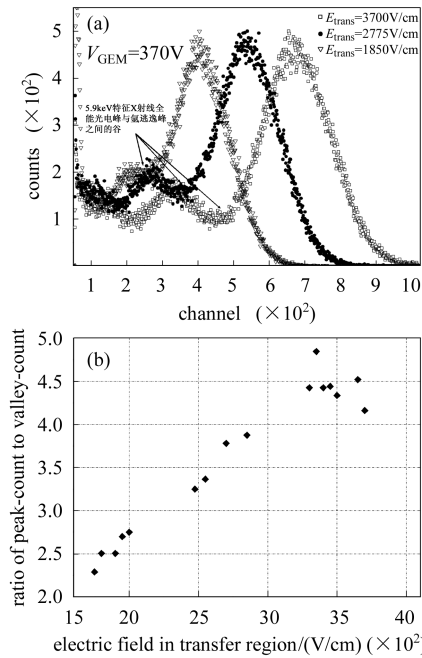 (a)
□ E_trans=3700V/cm
● E_trans=2775V/cm
▽ E_trans=1850V/cm
V_GEM=370V
5.9keV特征X射线全
能光电峰与氩逃逸峰
之间的谷
5
4
3
2
1
counts (×10²)
1 2 3 4 5 6 7 8 9 10
channel (×10²)
(b)
5.0
4.5
4.0
3.5
3.0
2.5
2.0
ratio of peak-count to valley-count
15 20 25 30 35 40
electric field in transfer region/(V/cm) (×10²)